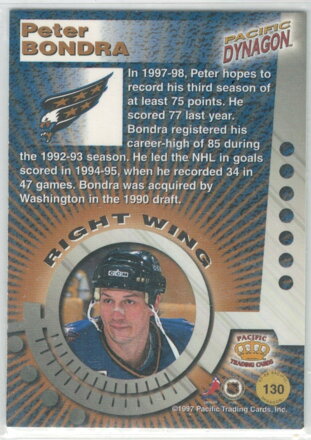 Peter
BONDRA
PACIFIC
DYNAGON
In 1997-98, Peter hopes to
record his third season of
at least 75 points. He
scored 77 last year.
Bondra registered his
career-high of 85 during
the 1992-93 season. He led the NHL in goals
scored in 1994-95, when he recorded 34 in
47 games. Bondra was acquired by
Washington in the 1990 draft.
RIGHT WING
PACIFIC
TRADING CARDS
130
©1997 Pacific Trading Cards, Inc.